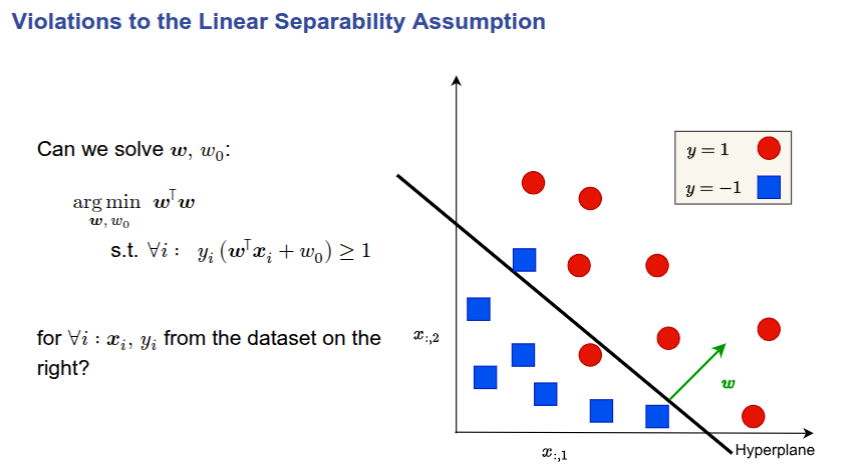 Violations to the Linear Separability Assumption
Can we solve w, w₀:
arg min wᵀw
w, w₀
s.t. ∀i : yᵢ (wᵀxᵢ + w₀) ≥ 1
for ∀i : xᵢ, yᵢ from the dataset on the
right?
y = 1
y = −1
x:,2
w
Hyperplane
x:,1